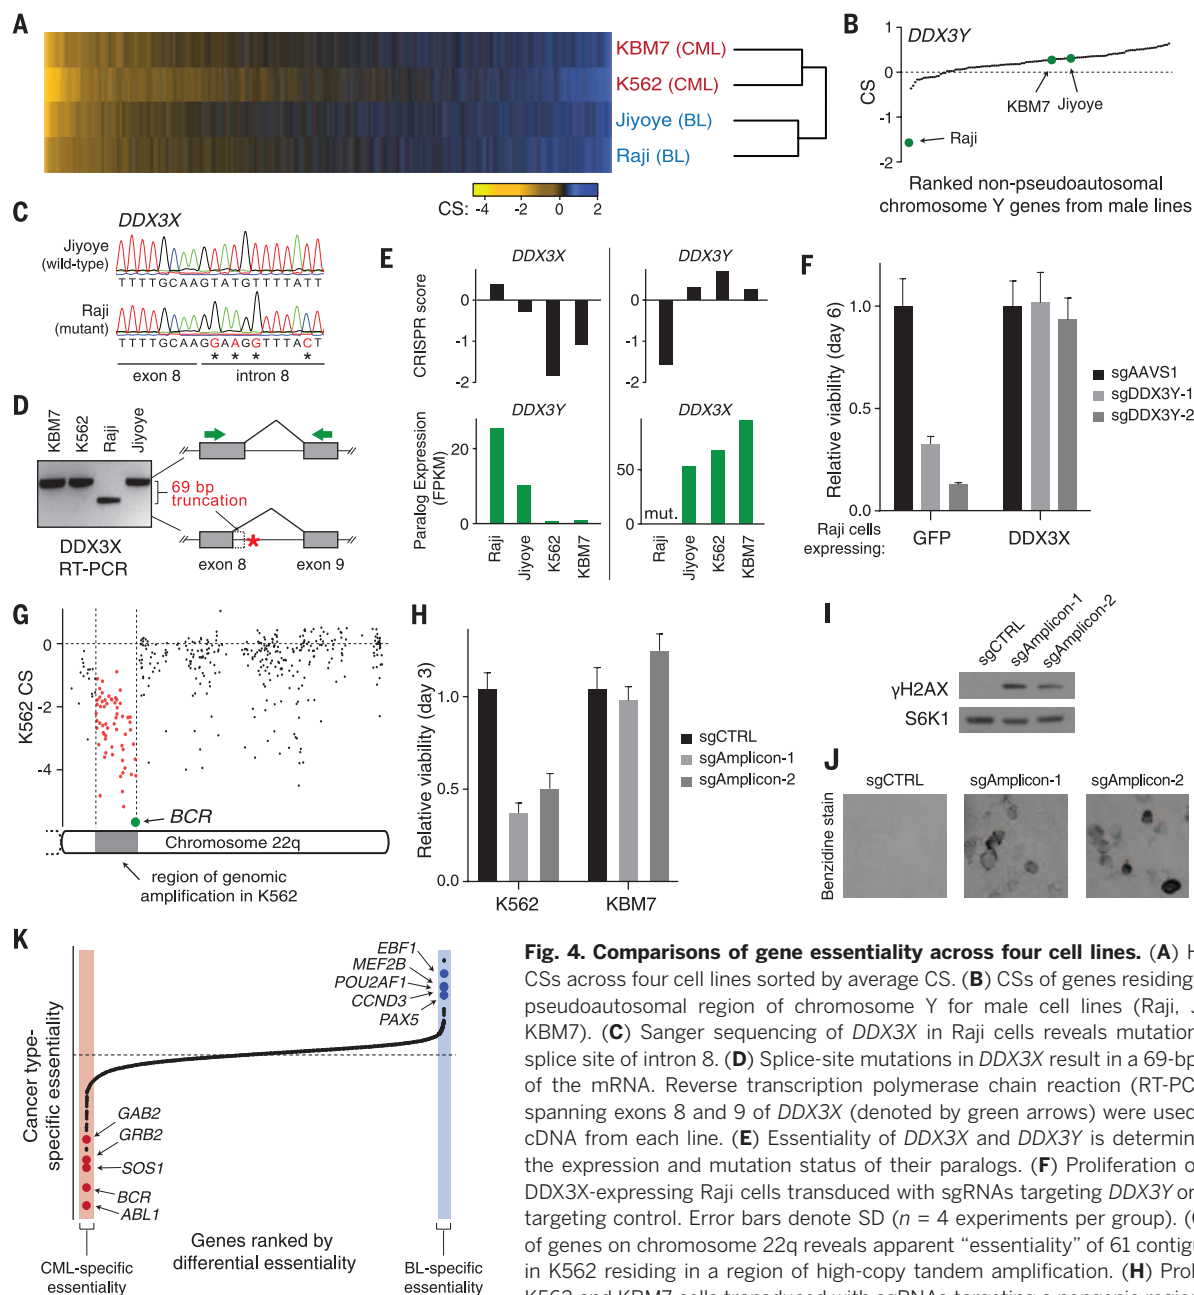 A
KBM7 (CML)
K562 (CML)
Jiyoye (BL)
Raji (BL)
CS:
-4
-2
0
2
B
DDX3Y
CS
1
0
-1
-2
KBM7
Jiyoye
Raji
Ranked non-pseudoautosomal
chromosome Y genes from male lines
C
DDX3X
Jiyoye
(wild-type)
TTTTGCAAGTATGTTTTATT
Raji
(mutant)
TTTTGCAAGGAAGGTTTACT
* * * *
exon 8
intron 8
D
KBM7
K562
Raji
Jiyoye
69 bp
truncation
DDX3X
RT-PCR
*
exon 8
exon 9
E
DDX3X
DDX3Y
CRISPR score
0
-1
-2
0
-1
-2
DDX3Y
DDX3X
Paralog Expression
(FPKM)
20
0
50
0
mut.
Raji
Jiyoye
K562
KBM7
Raji
Jiyoye
K562
KBM7
F
Relative viability (day 6)
1.0
0.5
0.0
sgAAVS1
sgDDX3Y-1
sgDDX3Y-2
Raji cells
expressing:
GFP
DDX3X
G
K562 CS
0
-2
-4
BCR
Chromosome 22q
region of genomic
amplification in K562
H
Relative viability (day 3)
1.0
0.5
0.0
sgCTRL
sgAmplicon-1
sgAmplicon-2
K562
KBM7
I
sgCTRL
sgAmplicon-1
sgAmplicon-2
γH2AX
S6K1
J
sgCTRL
sgAmplicon-1
sgAmplicon-2
Benzidine stain
K
Cancer type-
specific essentiality
EBF1
MEF2B
POU2AF1
CCND3
PAX5
GAB2
GRB2
SOS1
BCR
ABL1
CML-specific
essentiality
Genes ranked by
differential essentiality
BL-specific
essentiality
Fig. 4. Comparisons of gene essentiality across four cell lines. (A) H
CSs across four cell lines sorted by average CS. (B) CSs of genes residing
pseudoautosomal region of chromosome Y for male cell lines (Raji, J
KBM7). (C) Sanger sequencing of DDX3X in Raji cells reveals mutation
splice site of intron 8. (D) Splice-site mutations in DDX3X result in a 69-bp
of the mRNA. Reverse transcription polymerase chain reaction (RT-PC
spanning exons 8 and 9 of DDX3X (denoted by green arrows) were used
cDNA from each line. (E) Essentiality of DDX3X and DDX3Y is determin
the expression and mutation status of their paralogs. (F) Proliferation o
DDX3X-expressing Raji cells transduced with sgRNAs targeting DDX3Y or
targeting control. Error bars denote SD (n = 4 experiments per group). (
of genes on chromosome 22q reveals apparent “essentiality” of 61 contig
in K562 residing in a region of high-copy tandem amplification. (H) Prol